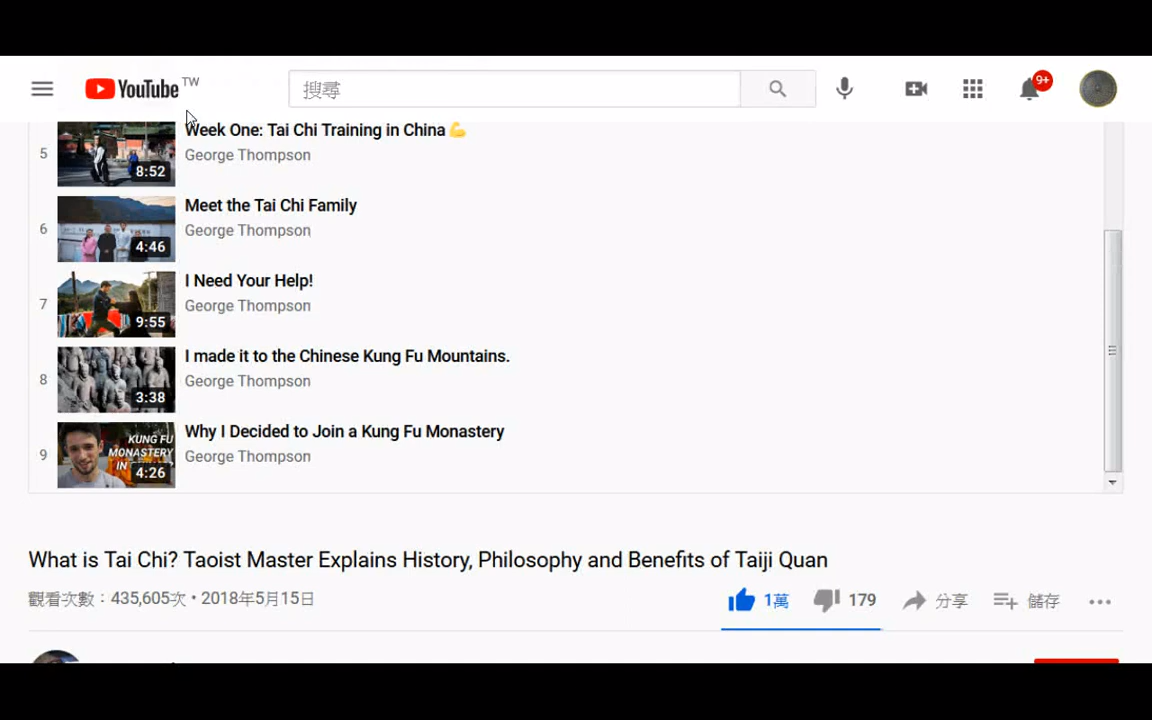 YouTube TW
搜尋
9+
5
8:52
Week One: Tai Chi Training in China💪
George Thompson
6
4:46
Meet the Tai Chi Family
George Thompson
7
9:55
I Need Your Help!
George Thompson
8
3:38
I made it to the Chinese Kung Fu Mountains.
George Thompson
9
KUNG FU
MONASTERY
IN
4:26
Why I Decided to Join a Kung Fu Monastery
George Thompson
What is Tai Chi? Taoist Master Explains History, Philosophy and Benefits of Taiji Quan
觀看次數：435,605次 • 2018年5月15日
1萬 179 分享 儲存